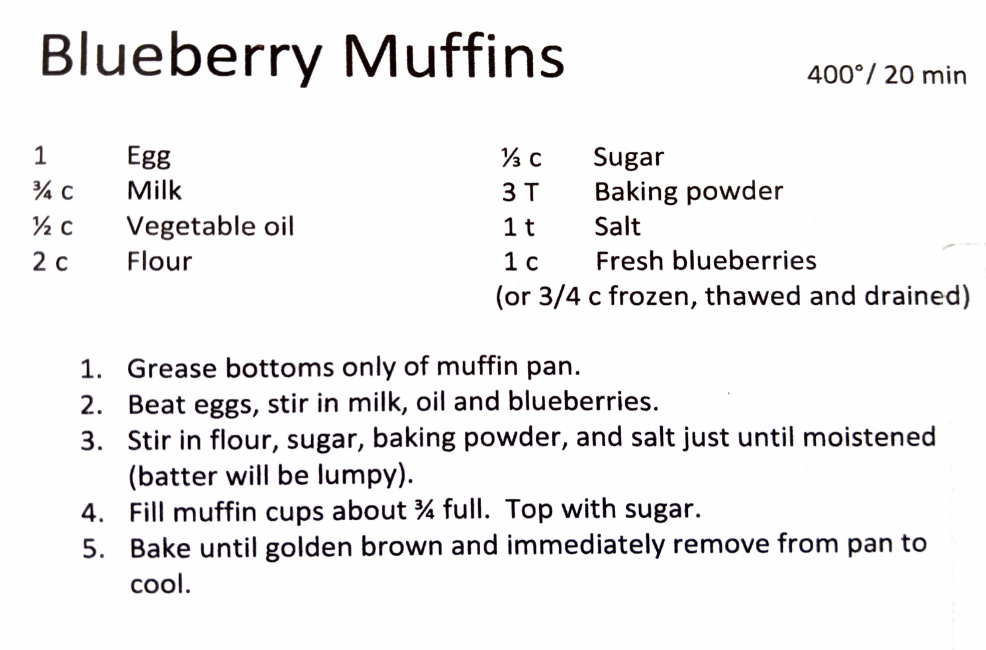 Blueberry Muffins
400°/ 20 min
1 Egg
¾ c Milk
½ c Vegetable oil
2 c Flour
⅓ c Sugar
3 T Baking powder
1 t Salt
1 c Fresh blueberries
(or 3/4 c frozen, thawed and drained)
1. Grease bottoms only of muffin pan.
2. Beat eggs, stir in milk, oil and blueberries.
3. Stir in flour, sugar, baking powder, and salt just until moistened
(batter will be lumpy).
4. Fill muffin cups about ¾ full. Top with sugar.
5. Bake until golden brown and immediately remove from pan to
cool.